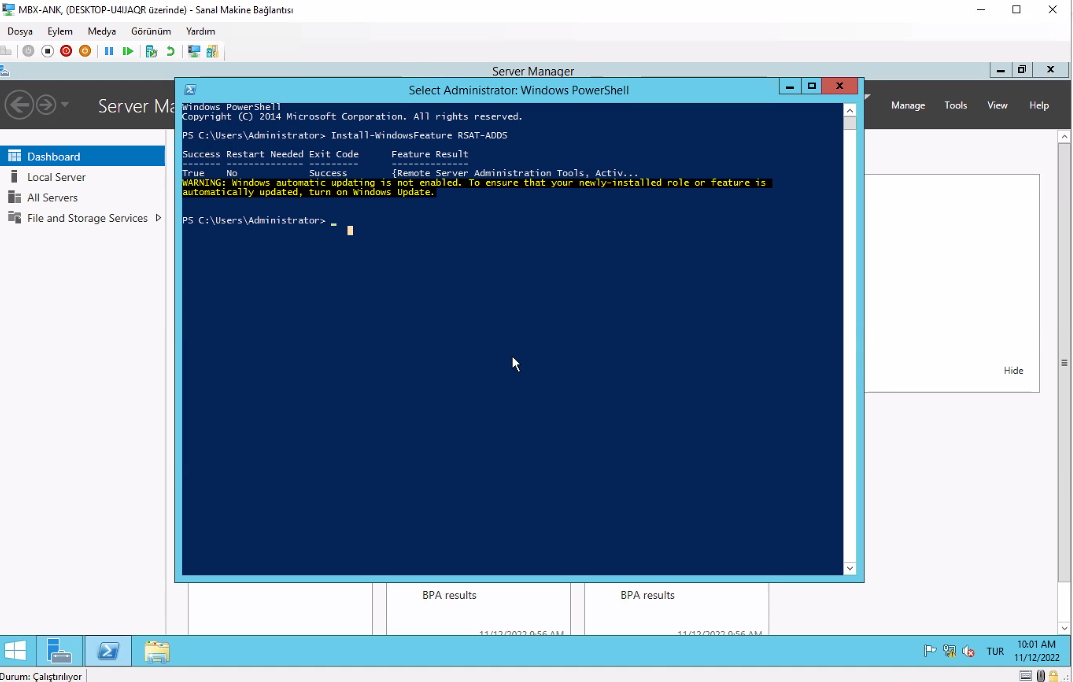 MBX-ANK, (DESKTOP-U4IJAQR üzerinde) - Sanal Makine Bağlantısı
Dosya Eylem Medya Görünüm Yardım
Server Manager
Select Administrator: Windows PowerShell
Server Ma
Manage Tools View Help
Windows PowerShell
Copyright (C) 2014 Microsoft Corporation. All rights reserved.
PS C:\Users\Administrator> Install-WindowsFeature RSAT-ADDS
Success Restart Needed Exit Code Feature Result
------- -------------- --------- --------------
True No Success {Remote Server Administration Tools, Activ...
WARNING: Windows automatic updating is not enabled. To ensure that your newly-installed role or feature is
automatically updated, turn on Windows Update.
PS C:\Users\Administrator> _
Dashboard
Local Server
All Servers
File and Storage Services
Hide
BPA results BPA results
11/12/2022 9:56 AM 11/12/2022 9:56 AM
TUR
10:01 AM
11/12/2022
Durum: Çalıştırılıyor